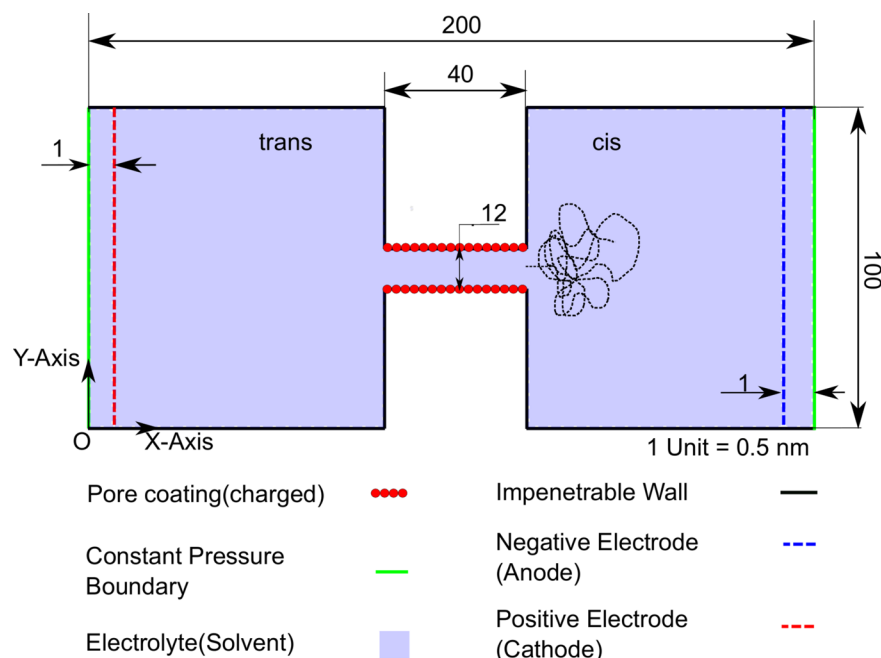 200
40
trans
cis
1
12
100
Y-Axis
1
O
X-Axis
1 Unit = 0.5 nm
Pore coating(charged)
Impenetrable Wall
Constant Pressure
Boundary
Negative Electrode
(Anode)
Electrolyte(Solvent)
Positive Electrode
(Cathode)